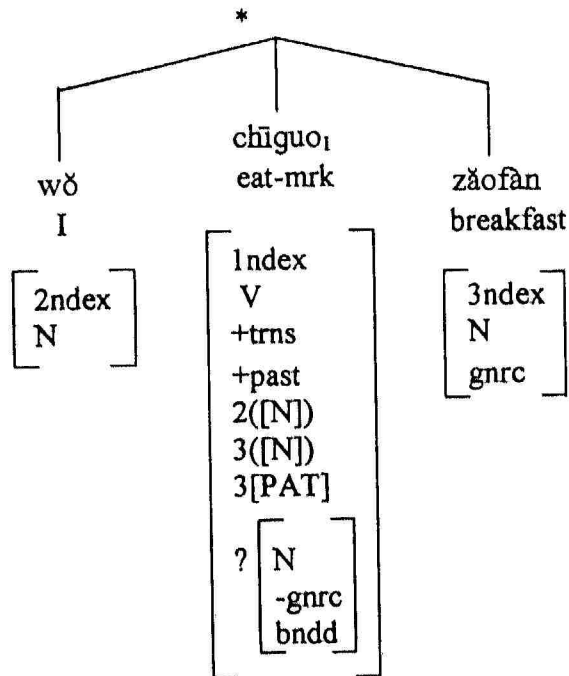 *
wǒ
I
2ndex
N
chīguo₁
eat-mrk
1ndex
V
+trns
+past
2([N])
3([N])
3[PAT]
? N
-gnrc
bndd
zǎofàn
breakfast
3ndex
N
gnrc